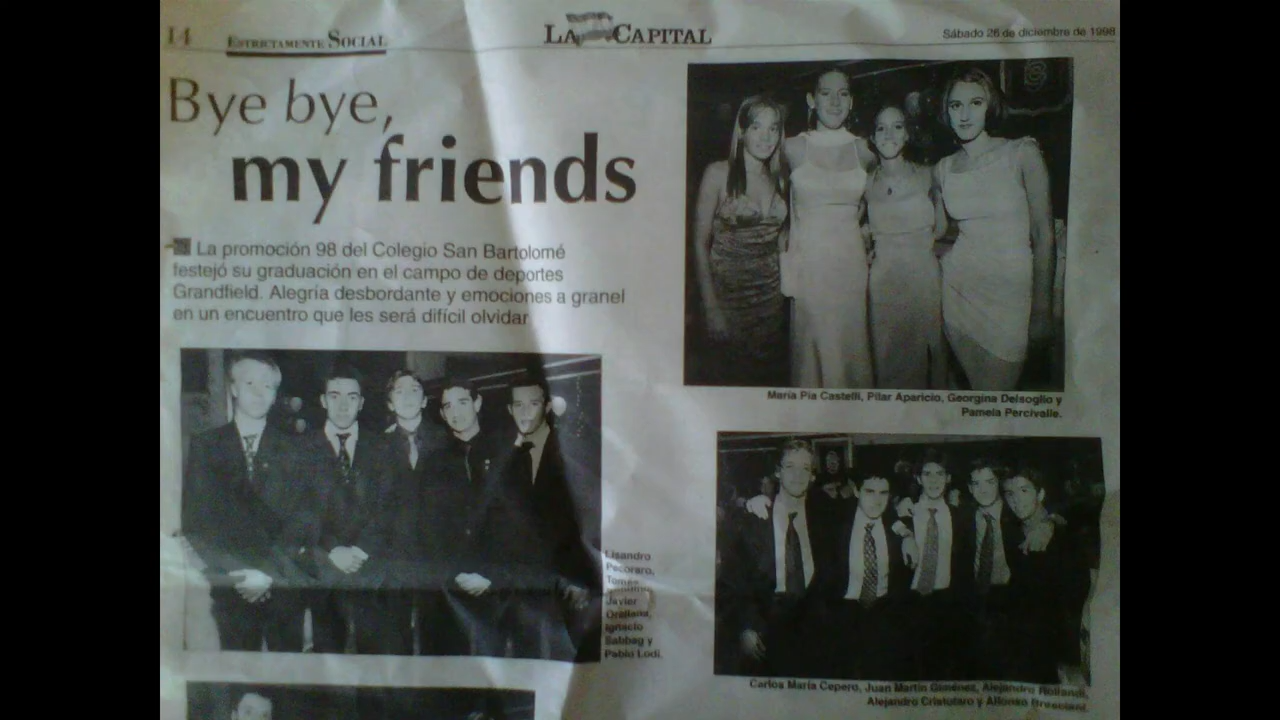 14
ESTRICTAMENTE SOCIAL
LA CAPITAL
Sábado 26 de diciembre de 1998
Bye bye,
my friends
La promoción 98 del Colegio San Bartolomé
festejó su graduación en el campo de deportes
Grandfield. Alegría desbordante y emociones a granel
en un encuentro que les será difícil olvidar
María Pía Castelli, Pilar Aparicio, Georgina Delsoglio y
Pamela Percivalle.
Lisandro
Pecoraro,
Tomás
Javier
Orellana,
Ignacio
Sabbag y
Pablo Lodi.
Carlos María Cepero, Juan Martín Giménez, Alejandro
Alejandro Cristofaro y Alfonso Bresciani.